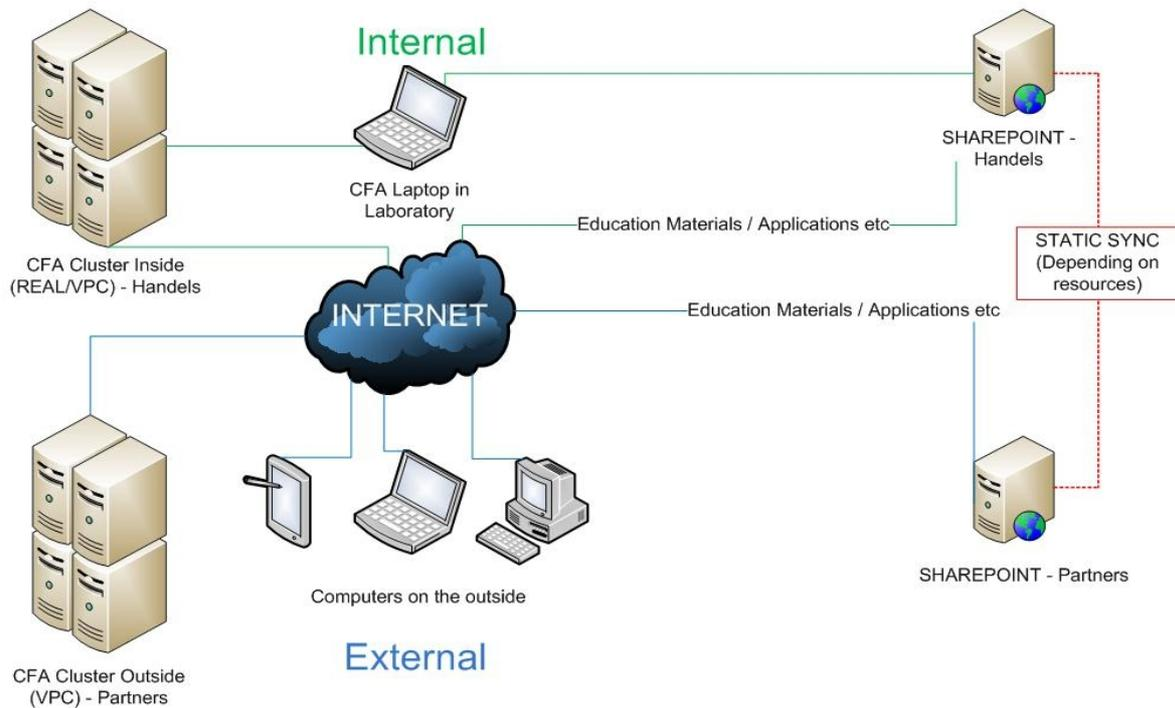 Internal
CFA Laptop in
Laboratory
SHAREPOINT -
Handels
Education Materials / Applications etc
STATIC SYNC
(Depending on
resources)
CFA Cluster Inside
(REAL/VPC) - Handels
INTERNET
Education Materials / Applications etc
Computers on the outside
SHAREPOINT - Partners
External
CFA Cluster Outside
(VPC) - Partners